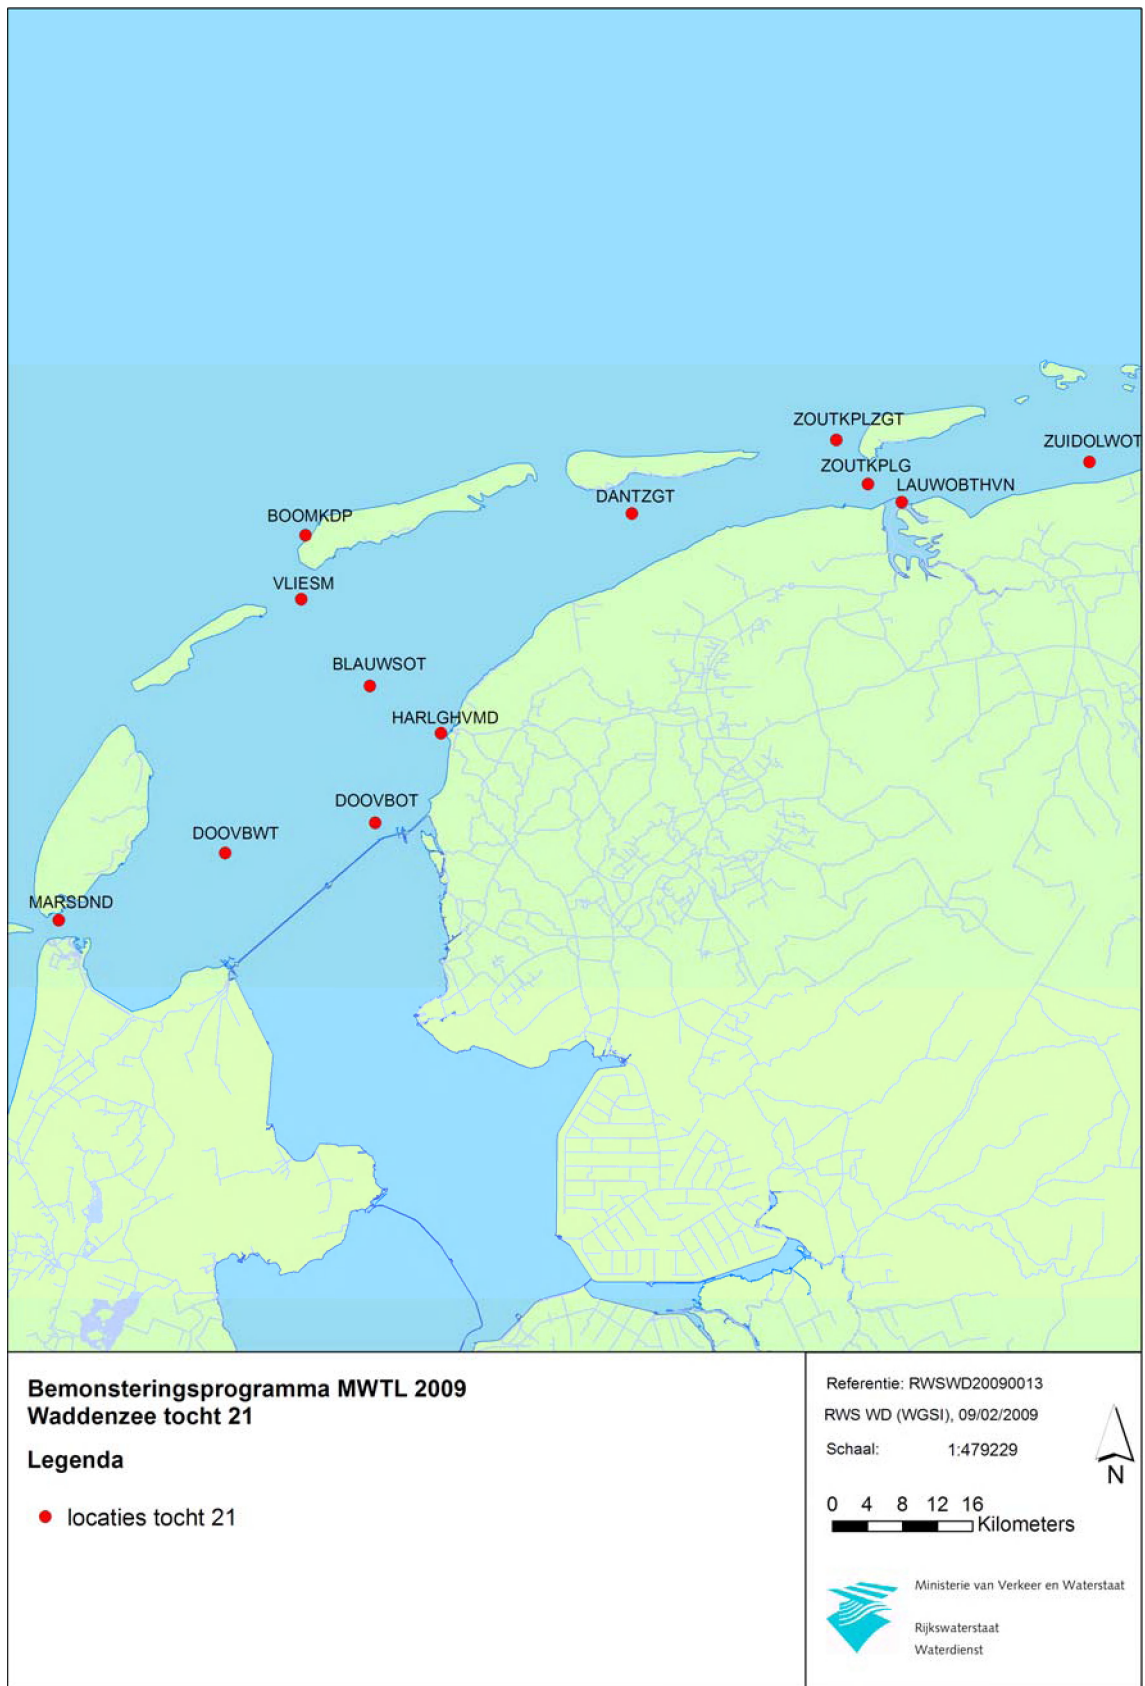 ZOUTKPLZGT
ZUIDOLWOT
ZOUTKPLG
LAUWOBTHVN
DANTZGT
BOOMKDP
VLIESM
BLAUWSOT
HARLGHVMD
DOOVBOT
DOOVBWT
MARSDND
Bemonsteringsprogramma MWTL 2009
Waddenzee tocht 21
Legenda
locaties tocht 21
Referentie: RWSWD20090013
RWS WD (WGSI), 09/02/2009
Schaal: 1:479229
N
0 4 8 12 16
Kilometers
Ministerie van Verkeer en Waterstaat
Rijkswaterstaat
Waterdienst